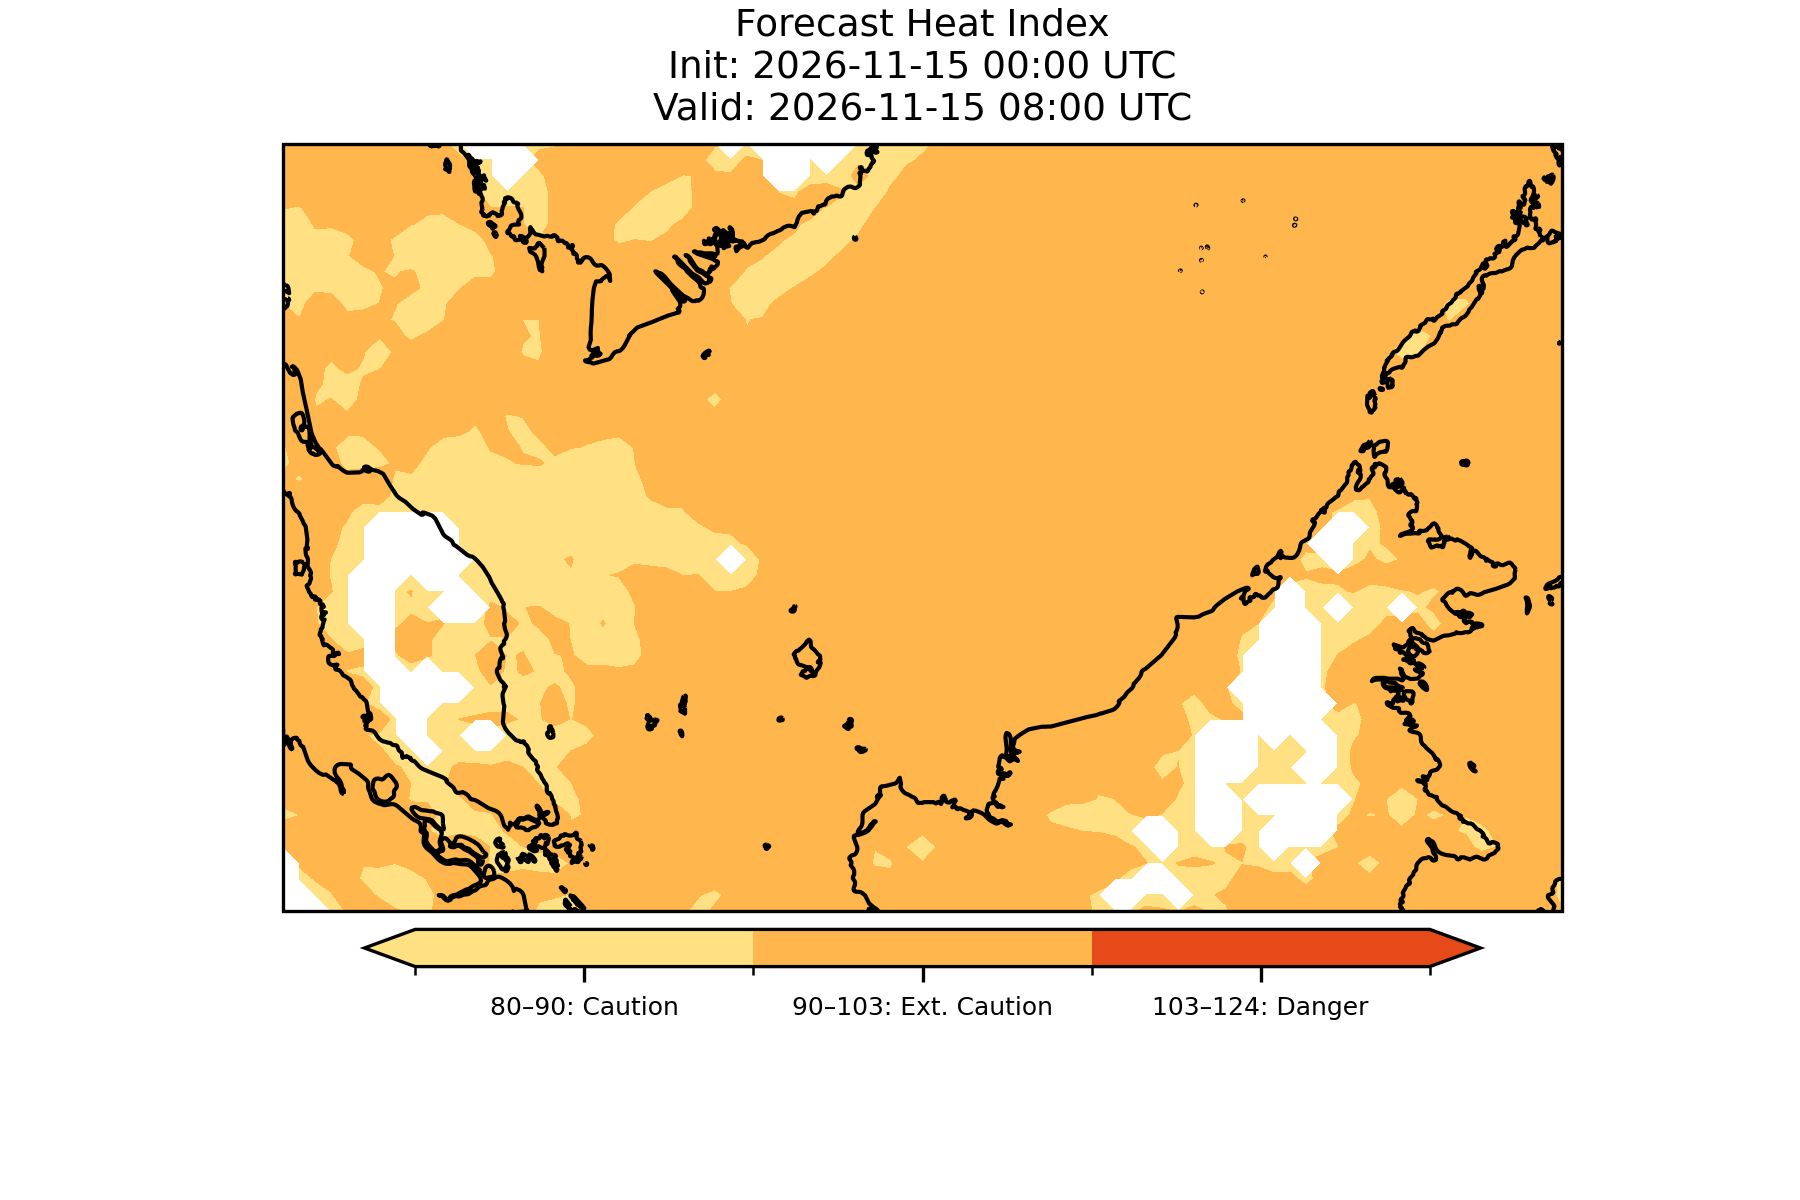 Forecast Heat Index
Init: 2026-11-15 00:00 UTC
Valid: 2026-11-15 08:00 UTC
80–90: Caution
90–103: Ext. Caution
103–124: Danger